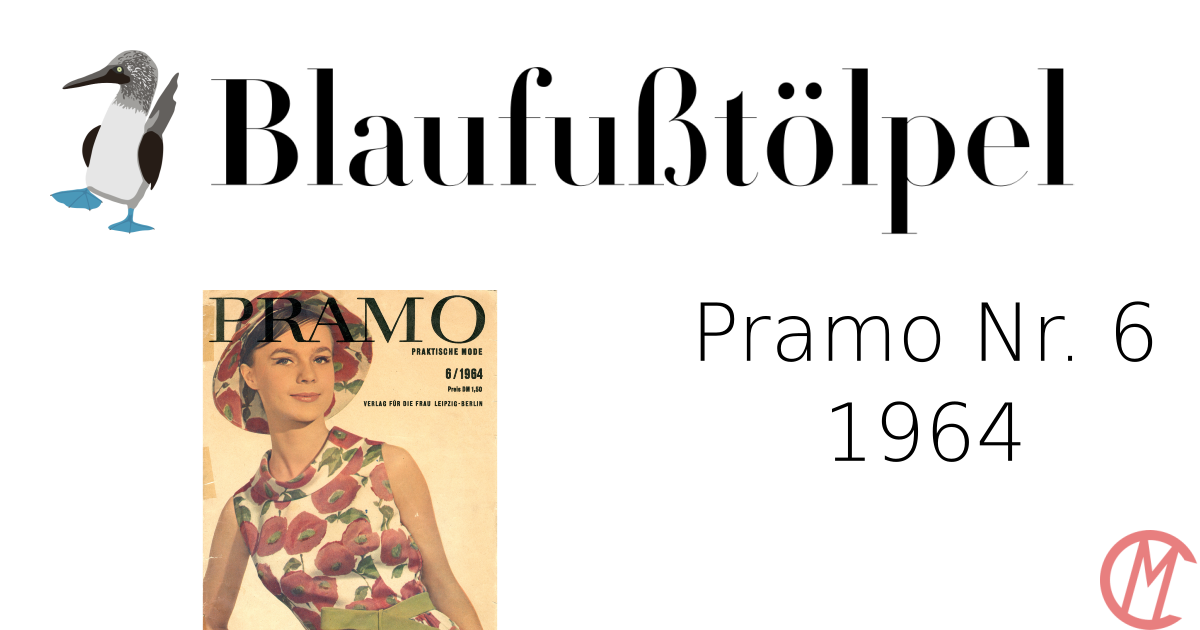 Blaufußtölpel
PRAMO
PRAKTISCHE MODE
6/1964
Preis DM 1,50
VERLAG FÜR DIE FRAU LEIPZIG-BERLIN
Pramo Nr. 6
1964
CM